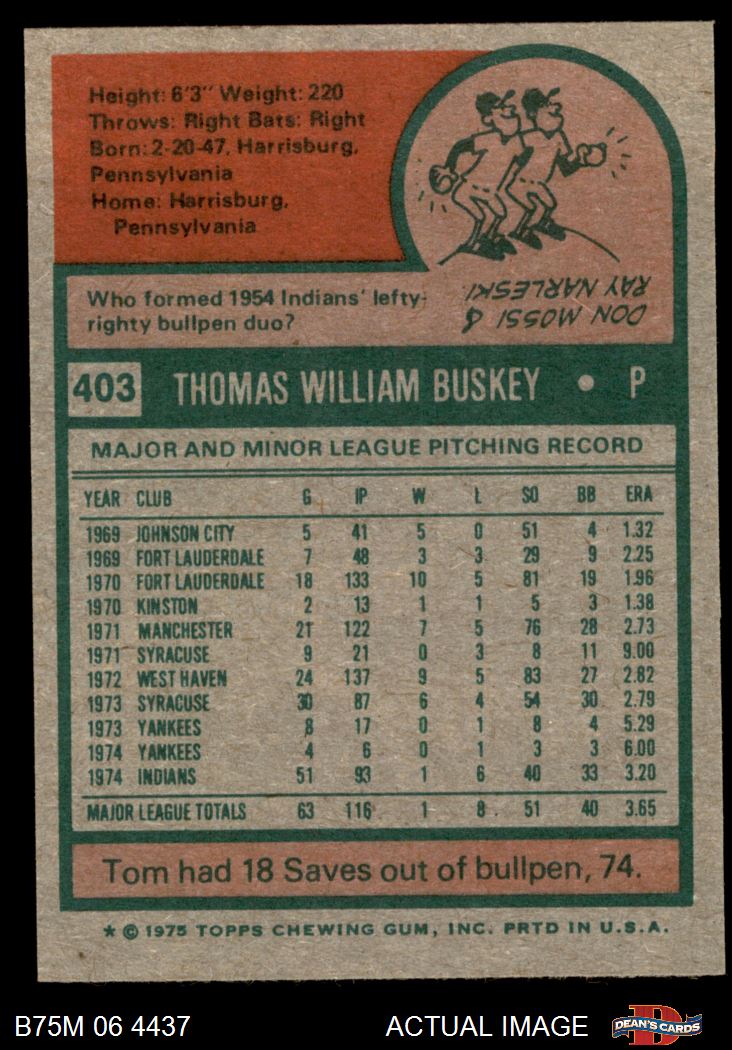 Height: 6'3" Weight: 220
Throws: Right Bats: Right
Born: 2-20-47, Harrisburg,
Pennsylvania
Home: Harrisburg,
Pennsylvania
Who formed 1954 Indians' lefty-
righty bullpen duo?
DON MOSSI &
RAY NARLESKI.
403 THOMAS WILLIAM BUSKEY • P
MAJOR AND MINOR LEAGUE PITCHING RECORD
YEAR CLUB G IP W L SO BB ERA
1969 JOHNSON CITY 5 41 5 0 51 4 1.32
1969 FORT LAUDERDALE 7 48 3 3 29 9 2.25
1970 FORT LAUDERDALE 18 133 10 5 81 19 1.96
1970 KINSTON 2 13 1 1 5 3 1.38
1971 MANCHESTER 21 122 7 5 76 28 2.73
1971 SYRACUSE 9 21 0 3 8 11 9.00
1972 WEST HAVEN 24 137 9 5 83 27 2.82
1973 SYRACUSE 30 87 6 4 54 30 2.79
1973 YANKEES 8 17 0 1 8 4 5.29
1974 YANKEES 4 6 0 1 3 3 6.00
1974 INDIANS 51 93 1 6 40 33 3.20
MAJOR LEAGUE TOTALS 63 116 1 8 51 40 3.65
Tom had 18 Saves out of bullpen, 74.
* © 1975 TOPPS CHEWING GUM, INC. PRTD IN U.S.A.
B75M 06 4437 ACTUAL IMAGE
D
DEAN'S CARDS